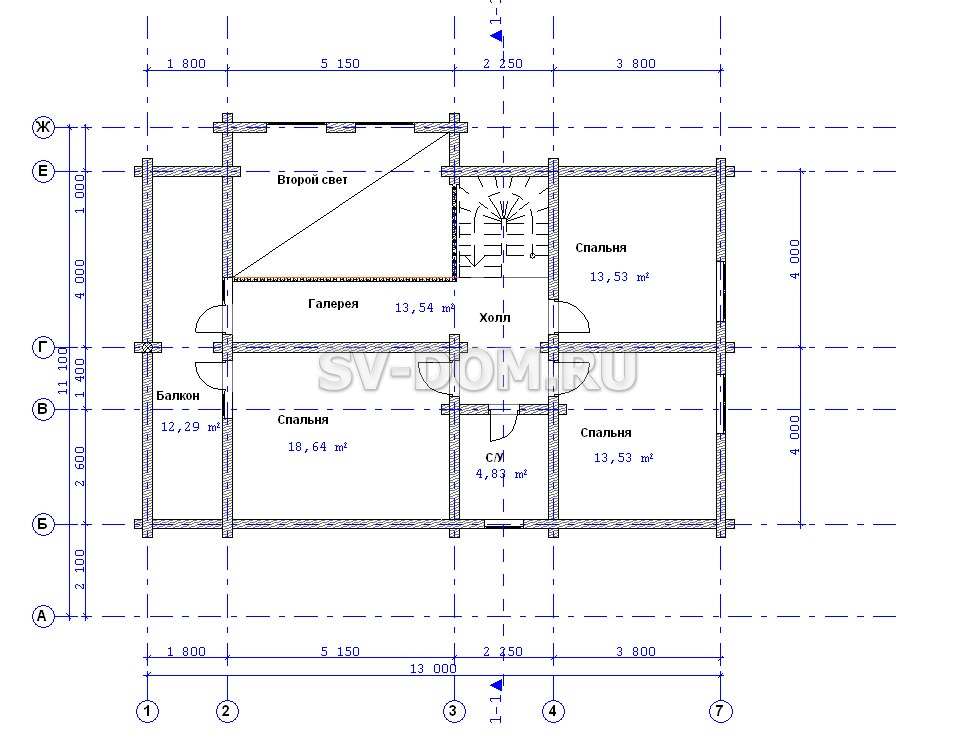 1-1
1 800
5 150
2 250
3 800
Ж
Е
1 000
Второй свет
4 000
Спальня
13,53 m²
4 000
Галерея
13,54 m²
Холл
Г
11 100
1 400
SV-DOM.RU
Балкон
12,29 m²
В
Спальня
18,64 m²
Спальня
13,53 m²
С/У
4,83 m²
4 000
2 600
Б
2 100
А
1 800
5 150
2 250
3 800
13 000
1-1
1
2
3
4
7